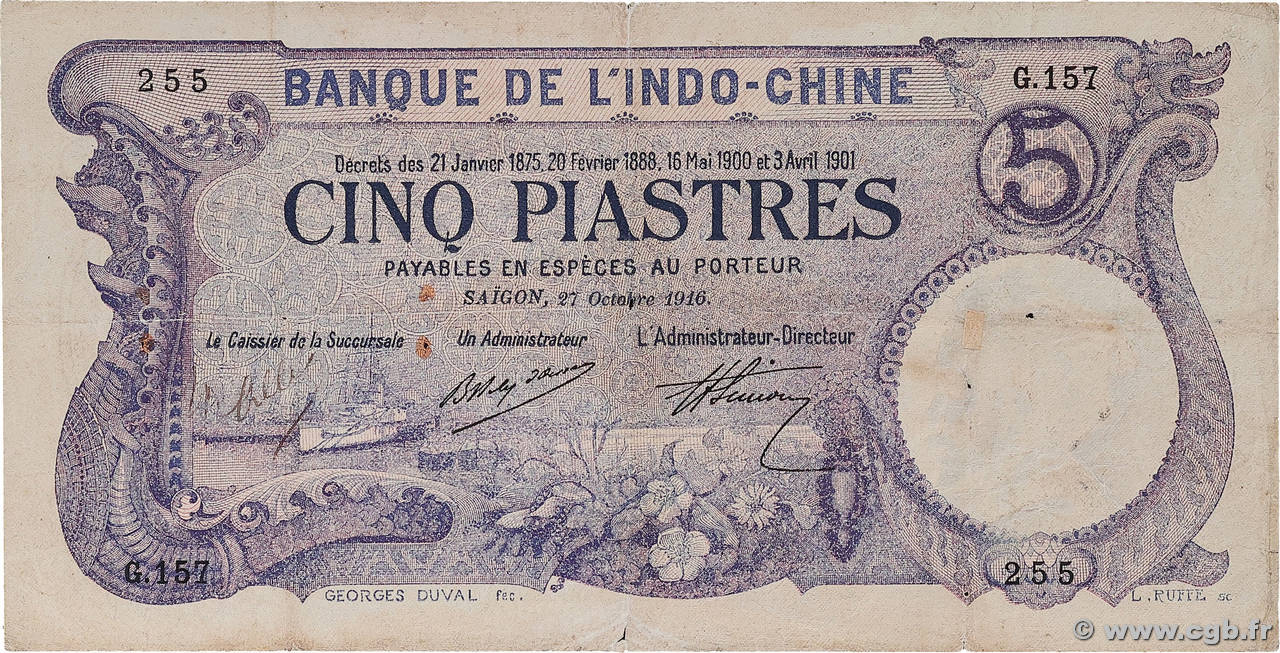 255
G.157
BANQUE DE L'INDO-CHINE
5
Décrets des 21 Janvier 1875, 20 Février 1888, 16 Mai 1900 et 3 Avril 1901
CINQ PIASTRES
PAYABLES EN ESPÈCES AU PORTEUR
SAÏGON, 27 Octobre 1916.
Le Caissier de la Succursale
Un Administrateur
L'Administrateur-Directeur
G.157
255
GEORGES DUVAL fec.
L. RUFFE sc
© www.cgb.fr